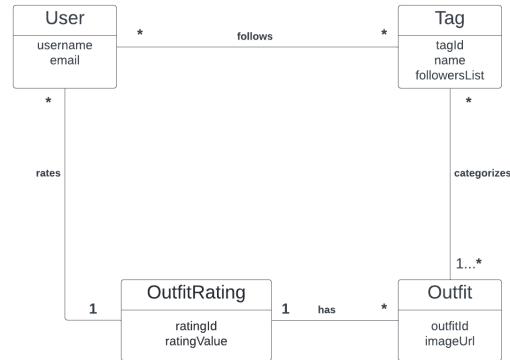 User
username
email
*
follows
*
Tag
tagId
name
followersList
*
*
rates
categorizes
1...*
OutfitRating
ratingId
ratingValue
1
1
has
*
Outfit
outfitId
imageUrl